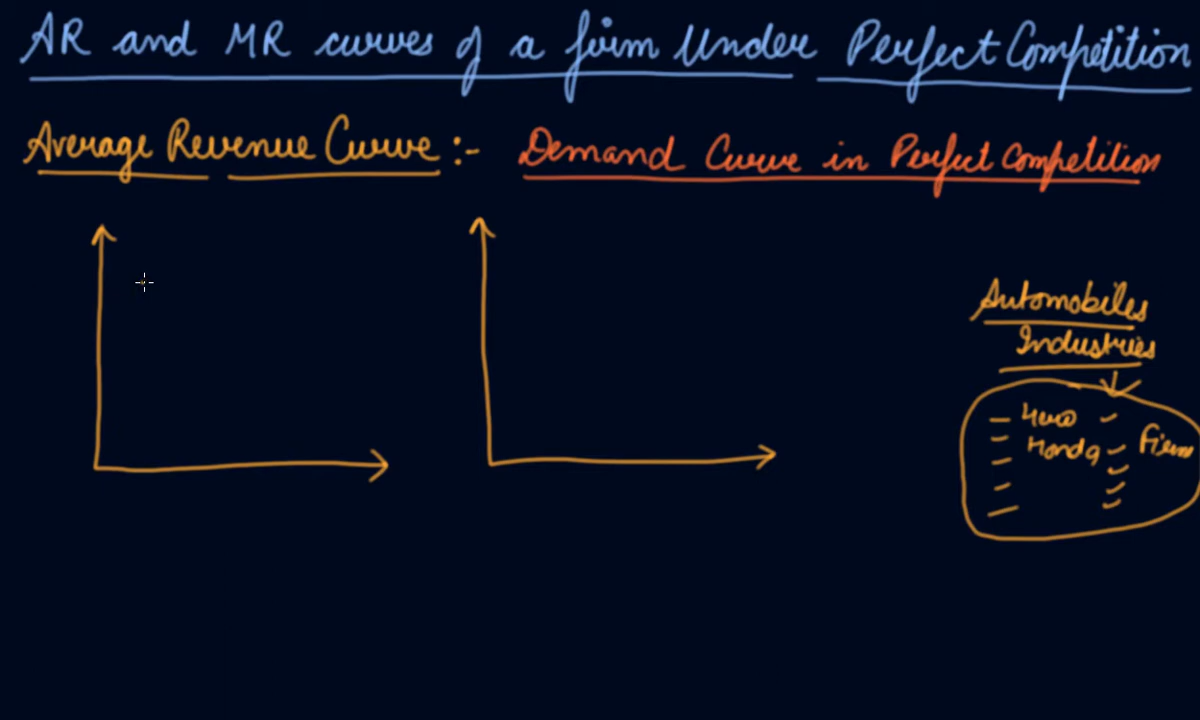 AR and MR curves of a firm Under Perfect Competition
Average Revenue Curve :- Demand Curve in Perfect Competition
Automobiles
Industries
Hero
Honda
Firm